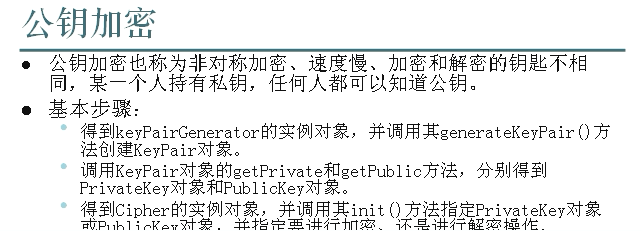 公钥加密
公钥加密也称为非对称加密、速度慢、加密和解密的钥匙不相
同，某一个人持有私钥，任何人都可以知道公钥。
基本步骤：
得到keyPairGenerator的实例对象，并调用其generateKeyPair()方
法创建KeyPair对象。
调用KeyPair对象的getPrivate和getPublic方法，分别得到
PrivateKey对象和PublicKey对象。
得到Cipher的实例对象，并调用其init()方法指定PrivateKey对象
或PublicKey对象，并指定要进行加密、还是进行解密操作。